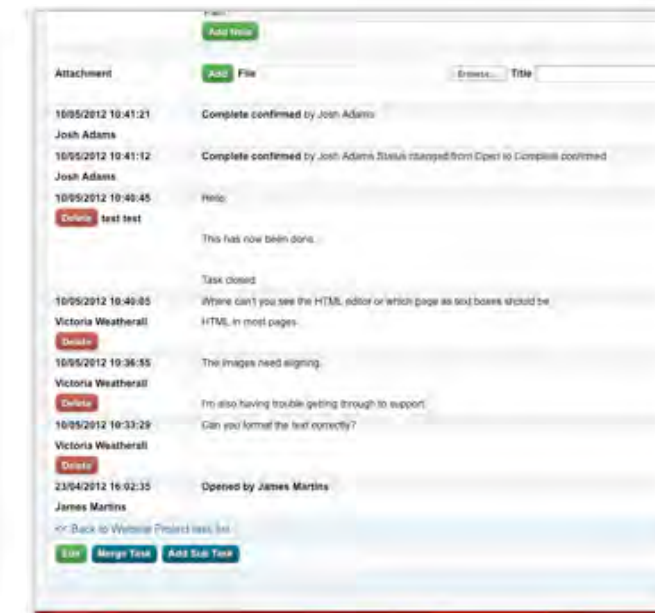 Add Note
Attachment Add File Browse... Title
10/05/2012 10:41:21 Complete confirmed by Josh Adams
Josh Adams
10/05/2012 10:41:12 Complete confirmed by Josh Adams Status changed from Open to Complete confirmed
Josh Adams
10/05/2012 10:40:45 Hello
Delete test test
This has now been done.
Task closed
10/05/2012 10:40:05 Where can't you see the HTML editor or which page as text boxes should be
Victoria Weatherall HTML in most pages.
Delete
10/05/2012 10:36:55 The images need aligning.
Victoria Weatherall
Delete I'm also having trouble getting through to support
10/05/2012 10:33:29 Can you format the text correctly?
Victoria Weatherall
Delete
23/04/2012 16:02:35 Opened by James Martins
James Martins
<< Back to Website Project task list
Edit Merge Task Add Sub Task